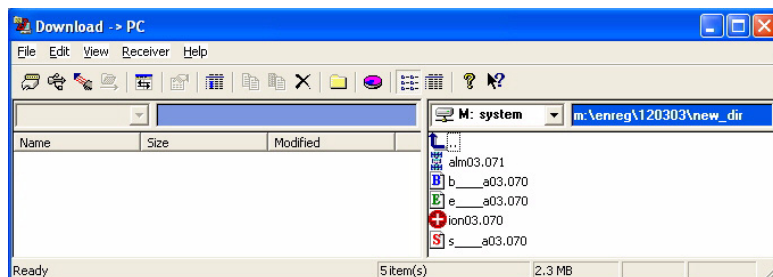 Download -> PC
File Edit View Receiver Help
M: system m:\enreg\120303\new_dir
Name Size Modified
..
alm03.071
B b____a03.070
E e____a03.070
ion03.070
S s____a03.070
Ready 5 item(s) 2.3 MB